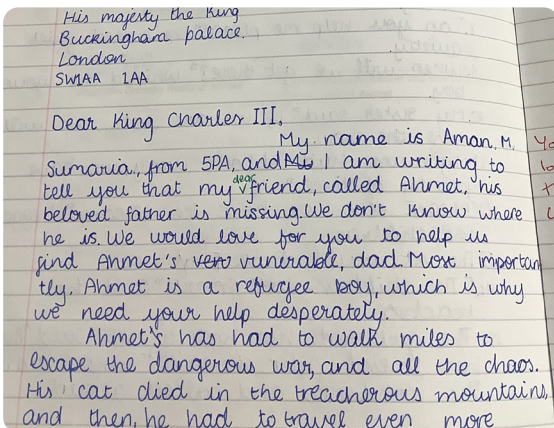 His majesty the King
Buckingham palace.
London
SW1AA 1AA
Dear King Charles III,
My name is Aman. M.
Sumaria, from 5PA, and My I am writing to
tell you that my dear friend, called Ahmet, his
beloved father is missing. We don't know where
he is. We would love for you to help us
find Ahmet's very vunerable, dad. Most importan
tly. Ahmet is a refugee boy, which is why
we need your help desperately.
Ahmet's has had to walk miles to
escape the dangerous war, and all the chaos.
His cat died in the treacherous mountains,
and then, he had to travel even more